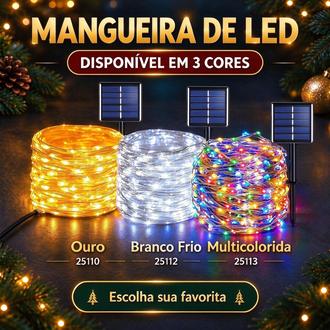 MANGUEIRA DE LED
DISPONÍVEL EM 3 CORES
Ouro Branco Frio Multicolorida
25110 25112 25113
Escolha sua favorita